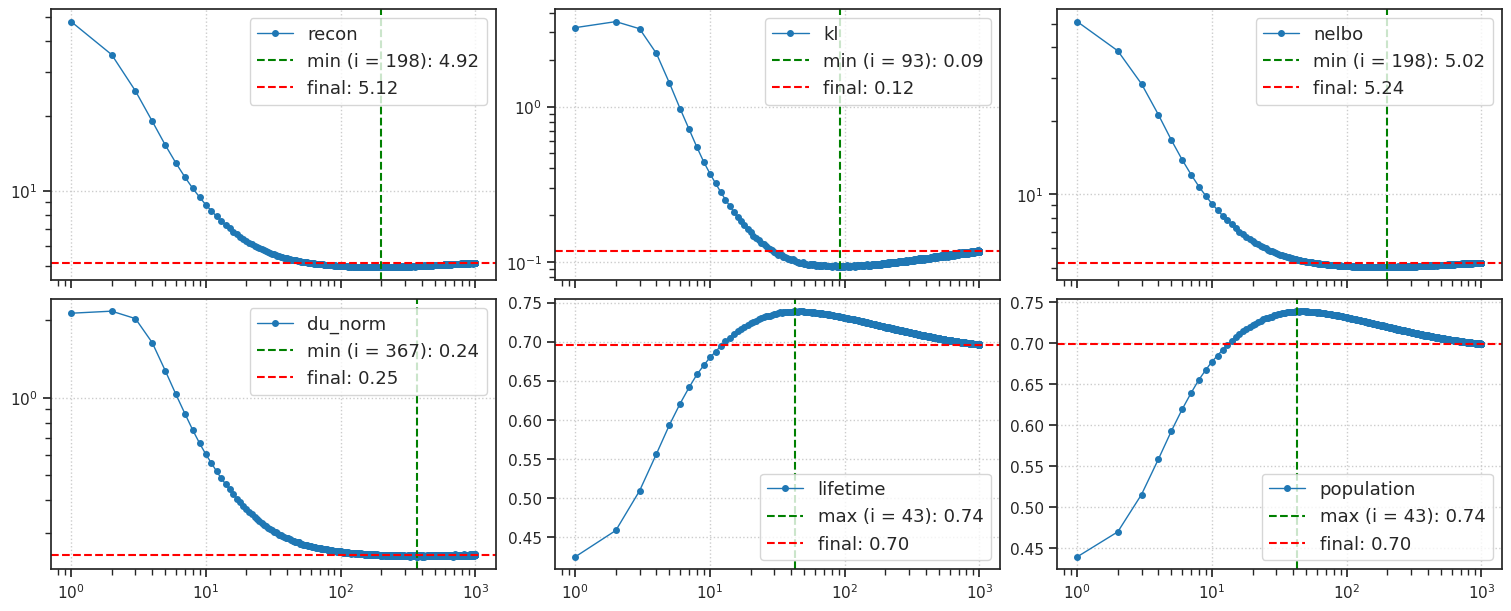 recon
min (i = 198): 4.92
final: 5.12
10¹
kl
min (i = 93): 0.09
final: 0.12
10⁰
10⁻¹
nelbo
min (i = 198): 5.02
final: 5.24
10¹
du_norm
min (i = 367): 0.24
final: 0.25
10⁰
10⁰ 10¹ 10² 10³
0.75
0.70
0.65
0.60
0.55
0.50
0.45
lifetime
max (i = 43): 0.74
final: 0.70
10⁰ 10¹ 10² 10³
0.75
0.70
0.65
0.60
0.55
0.50
0.45
population
max (i = 43): 0.74
final: 0.70
10⁰ 10¹ 10² 10³